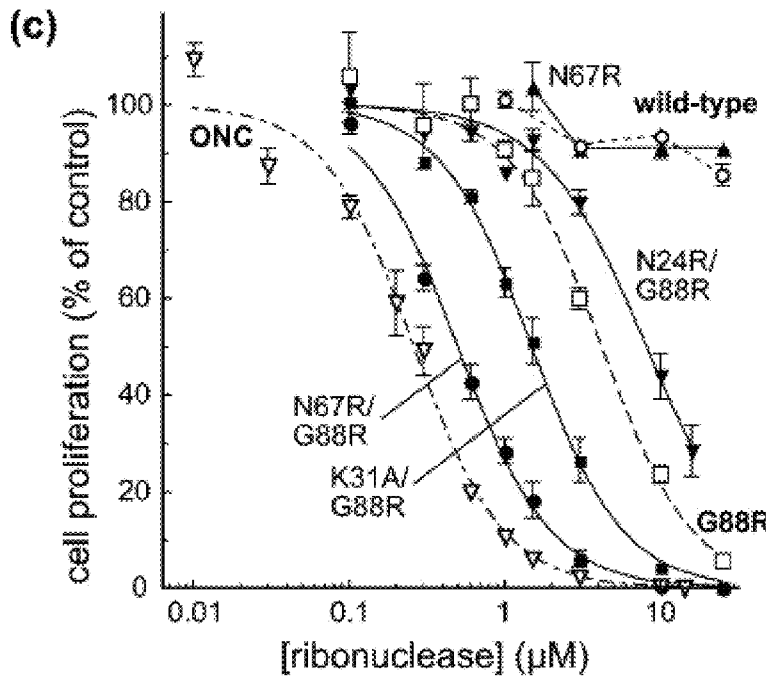 (c)
cell proliferation (% of control)
100
80
60
40
20
0
ONC
N67R
wild-type
N24R/
G88R
N67R/
G88R
K31A/
G88R
G88R
0.01
0.1
1
10
[ribonuclease] (µM)